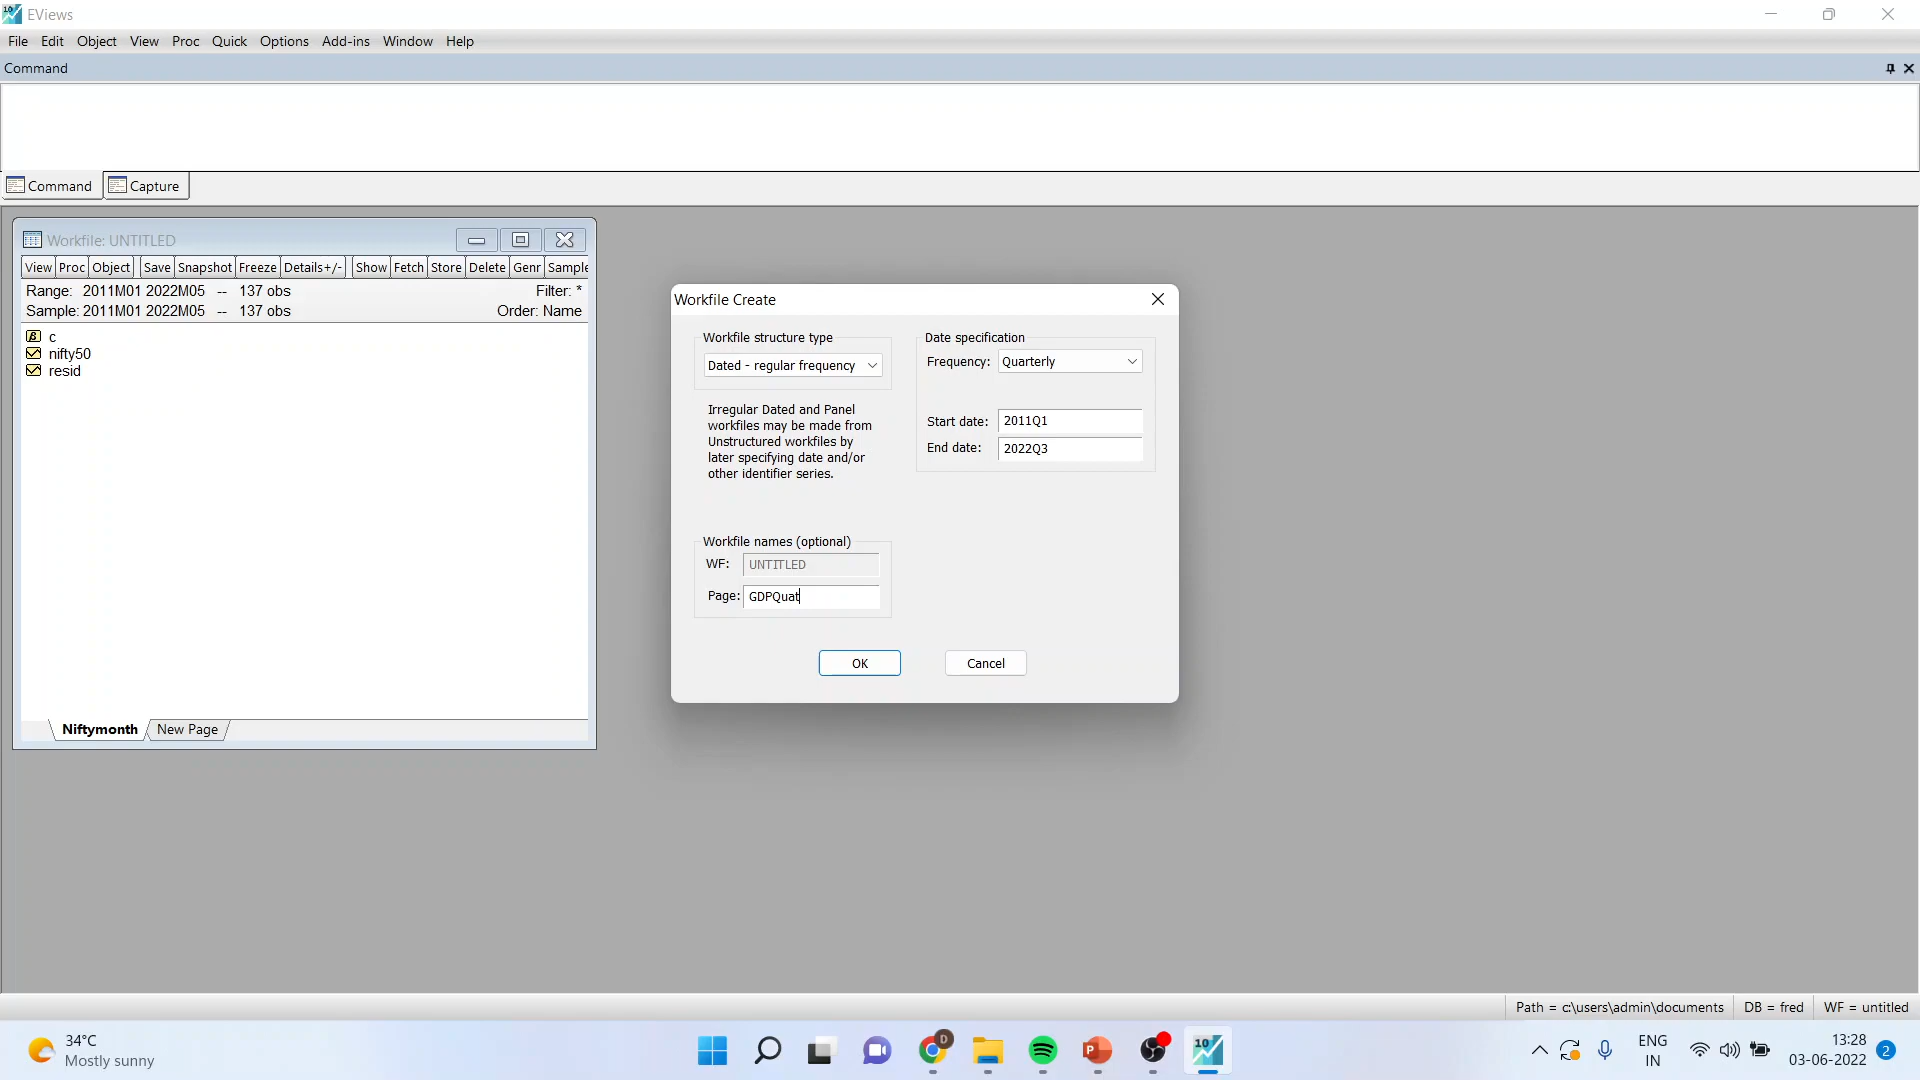 EViews
File Edit Object View Proc Quick Options Add-ins Window Help
Command
Command Capture
Workfile: UNTITLED
View Proc Object Save Snapshot Freeze Details+/- Show Fetch Store Delete Genr Sample
Range: 2011M01 2022M05 -- 137 obs Filter: *
Sample: 2011M01 2022M05 -- 137 obs Order: Name
c
nifty50
resid
Niftymonth New Page
Workfile Create
Workfile structure type
Dated - regular frequency
Irregular Dated and Panel
workfiles may be made from
Unstructured workfiles by
later specifying date and/or
other identifier series.
Date specification
Frequency: Quarterly
Start date: 2011Q1
End date: 2022Q3
Workfile names (optional)
WF: UNTITLED
Page: GDPQuat
OK Cancel
Path = c:\users\admin\documents DB = fred WF = untitled
34°C
Mostly sunny
D
P
10
ENG
IN
13:28
03-06-2022
2